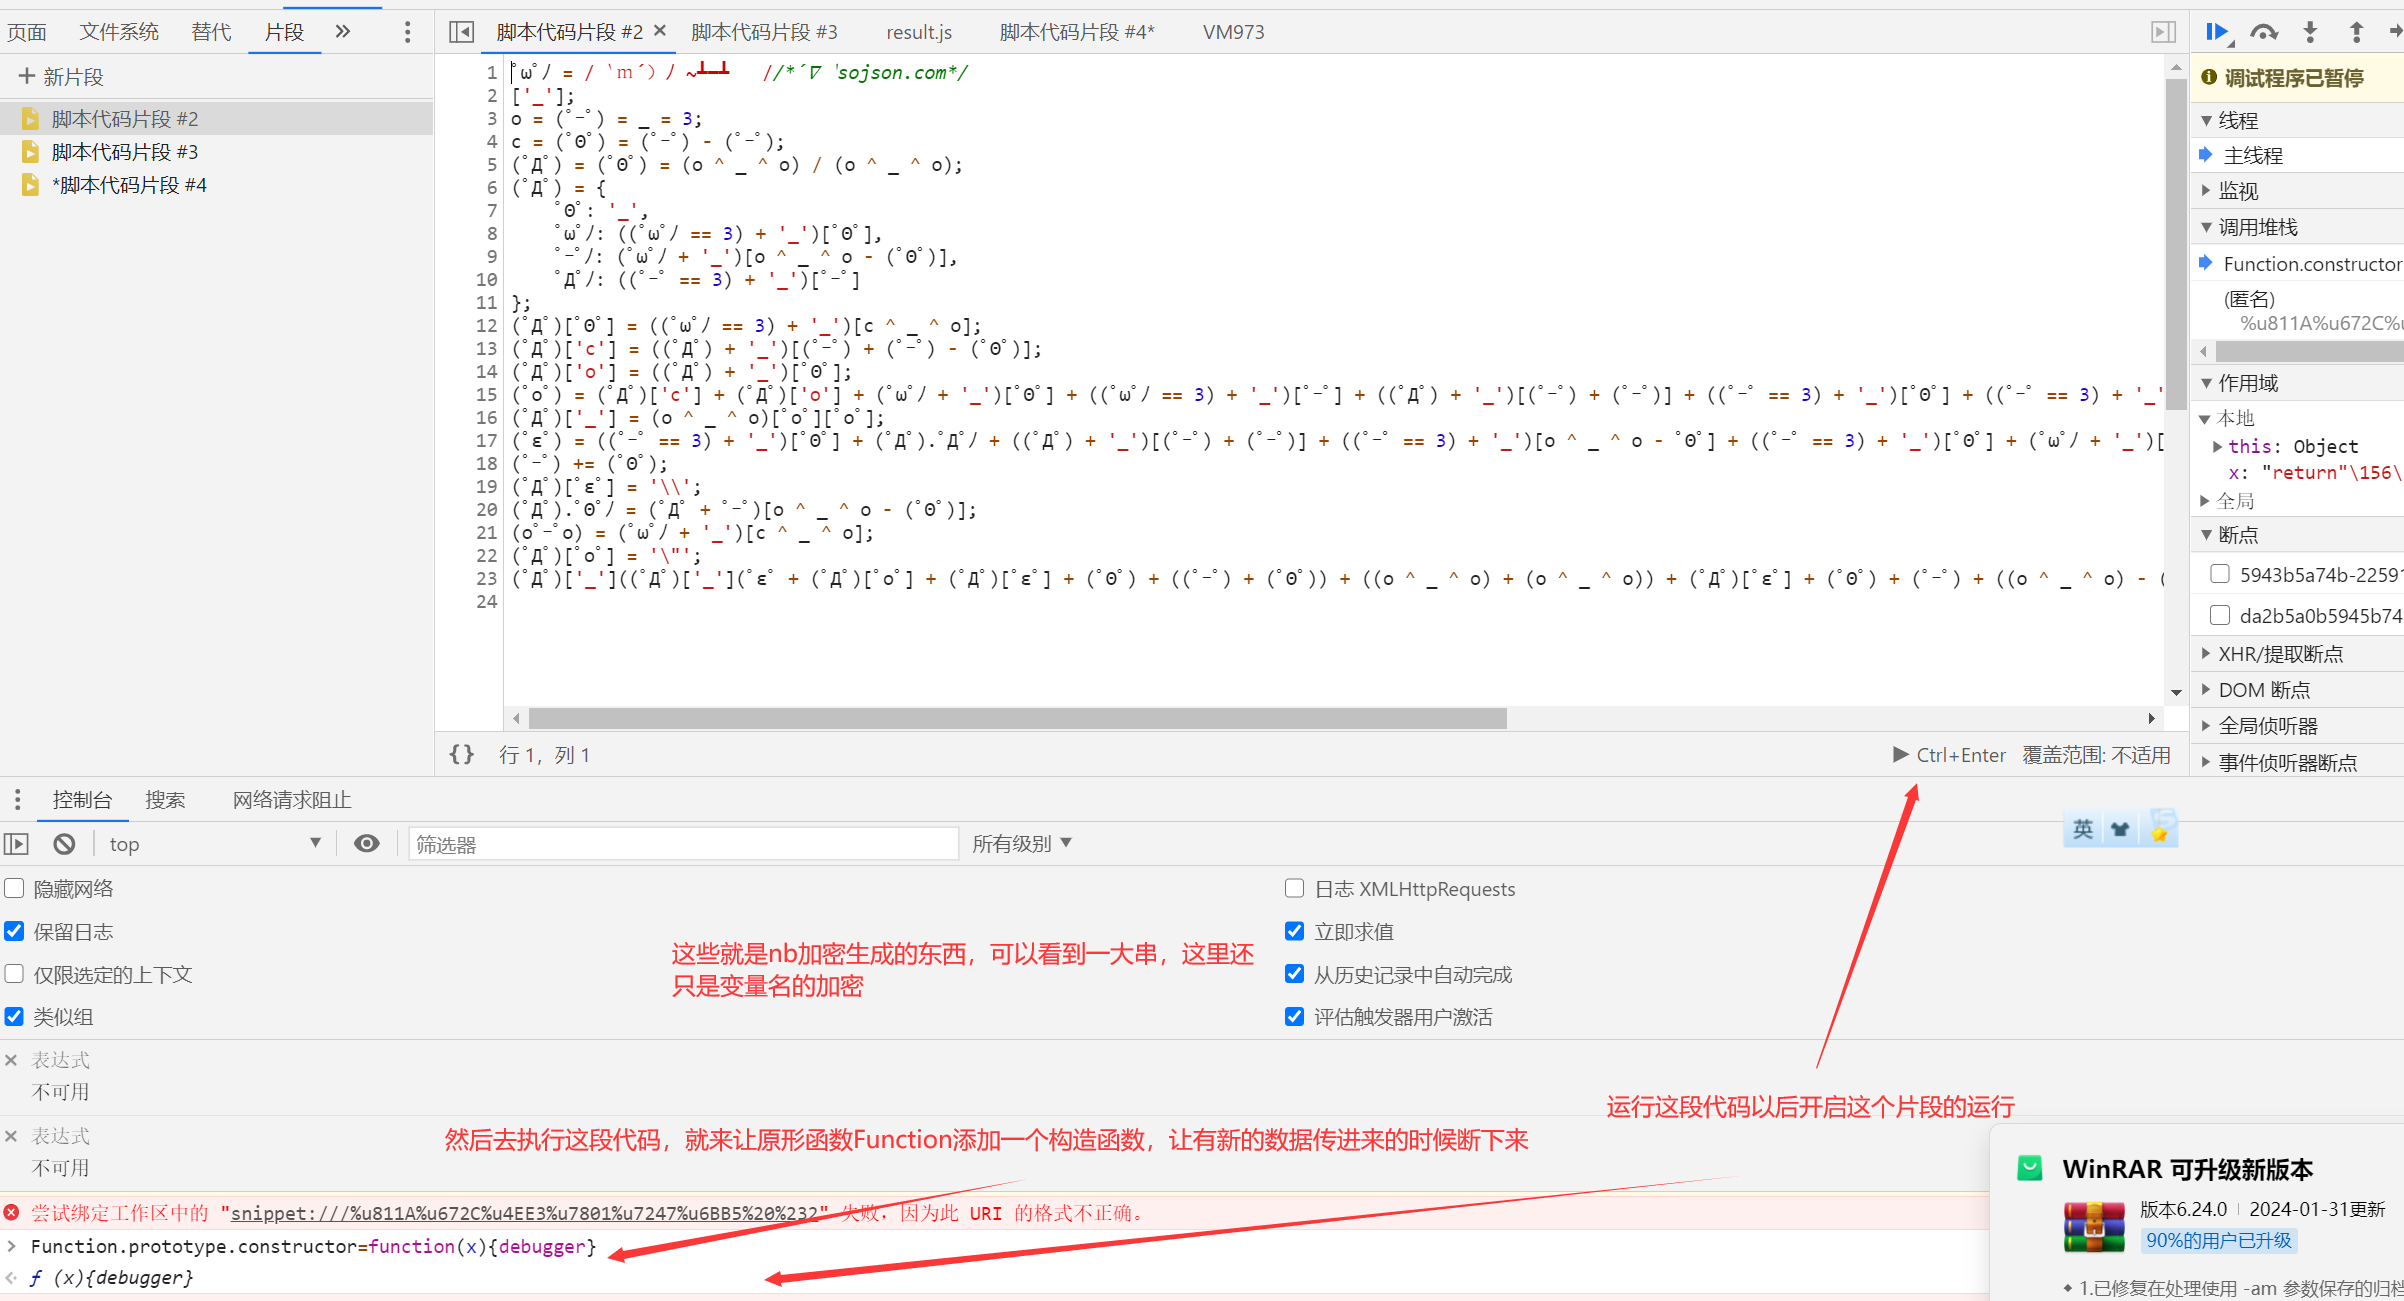 页面 文件系统 替代 片段
脚本代码片段 #2 脚本代码片段 #3 result.js 脚本代码片段 #4* VM973
新片段
脚本代码片段 #2
脚本代码片段 #3
*脚本代码片段 #4
1 ﾟωﾟﾉ = / ｀ｍ´）ﾉ ~┻━┻   //*´∇｀sojson.com*/
2 ['_'];
3 o = (ﾟｰﾟ) = _ = 3;
4 c = (ﾟΘﾟ) = (ﾟｰﾟ) - (ﾟｰﾟ);
5 (ﾟДﾟ) = (ﾟΘﾟ) = (o ^ _ ^ o) / (o ^ _ ^ o);
6 (ﾟДﾟ) = {
7 ﾟΘﾟ: '_',
8 ﾟωﾟﾉ: ((ﾟωﾟﾉ == 3) + '_')[ﾟΘﾟ],
9 ﾟｰﾟﾉ: (ﾟωﾟﾉ + '_')[o ^ _ ^ o - (ﾟΘﾟ)],
10 ﾟДﾟﾉ: ((ﾟｰﾟ == 3) + '_')[ﾟｰﾟ]
11 };
12 (ﾟДﾟ)[ﾟΘﾟ] = ((ﾟωﾟﾉ == 3) + '_')[c ^ _ ^ o];
13 (ﾟДﾟ)['c'] = ((ﾟДﾟ) + '_')[(ﾟｰﾟ) + (ﾟｰﾟ) - (ﾟΘﾟ)];
14 (ﾟДﾟ)['o'] = ((ﾟДﾟ) + '_')[ﾟΘﾟ];
15 (ﾟoﾟ) = (ﾟДﾟ)['c'] + (ﾟДﾟ)['o'] + (ﾟωﾟﾉ + '_')[ﾟΘﾟ] + ((ﾟωﾟﾉ == 3) + '_')[ﾟｰﾟ] + ((ﾟДﾟ) + '_')[(ﾟｰﾟ) + (ﾟｰﾟ)] + ((ﾟｰﾟ == 3) + '_')[ﾟΘﾟ] + ((ﾟｰﾟ == 3) + '_'
16 (ﾟДﾟ)['_'] = (o ^ _ ^ o)[ﾟoﾟ][ﾟoﾟ];
17 (ﾟεﾟ) = ((ﾟｰﾟ == 3) + '_')[ﾟΘﾟ] + (ﾟДﾟ).ﾟДﾟﾉ + ((ﾟДﾟ) + '_')[(ﾟｰﾟ) + (ﾟｰﾟ)] + ((ﾟｰﾟ == 3) + '_')[o ^ _ ^ o - ﾟΘﾟ] + ((ﾟｰﾟ == 3) + '_')[ﾟΘﾟ] + (ﾟωﾟﾉ + '_')[
18 (ﾟｰﾟ) += (ﾟΘﾟ);
19 (ﾟДﾟ)[ﾟεﾟ] = '\\';
20 (ﾟДﾟ).ﾟΘﾟﾉ = (ﾟДﾟ + ﾟｰﾟ)[o ^ _ ^ o - (ﾟΘﾟ)];
21 (oﾟｰﾟo) = (ﾟωﾟﾉ + '_')[c ^ _ ^ o];
22 (ﾟДﾟ)[ﾟoﾟ] = '\"';
23 (ﾟДﾟ)['_']((ﾟДﾟ)['_'](ﾟεﾟ + (ﾟДﾟ)[ﾟoﾟ] + (ﾟДﾟ)[ﾟεﾟ] + (ﾟΘﾟ) + ((ﾟｰﾟ) + (ﾟΘﾟ)) + ((o ^ _ ^ o) + (o ^ _ ^ o)) + (ﾟДﾟ)[ﾟεﾟ] + (ﾟΘﾟ) + (ﾟｰﾟ) + ((o ^ _ ^ o) - (
24
{} 行 1，列 1
Ctrl+Enter 覆盖范围: 不适用
调试程序已暂停
线程
主线程
监视
调用堆栈
Function.constructor
(匿名)
%u811A%u672C%u
作用域
本地
this: Object
x: "return"\156\
全局
断点
5943b5a74b-22591
da2b5a0b5945b74
XHR/提取断点
DOM 断点
全局侦听器
事件侦听器断点
控制台 搜索 网络请求阻止
top 筛选器 所有级别
英
隐藏网络 日志 XMLHttpRequests
保留日志 立即求值
仅限选定的上下文 从历史记录中自动完成
类似组 评估触发器用户激活
这些就是nb加密生成的东西，可以看到一大串，这里还
只是变量名的加密
表达式
不可用
表达式
不可用
运行这段代码以后开启这个片段的运行
然后去执行这段代码，就来让原形函数Function添加一个构造函数，让有新的数据传进来的时候断下来
尝试绑定工作区中的 "snippet:///%u811A%u672C%u4EE3%u7801%u7247%u6BB5%20%232" 失败，因为此 URI 的格式不正确。
Function.prototype.constructor=function(x){debugger}
ƒ (x){debugger}
WinRAR 可升级新版本
版本6.24.0 | 2024-01-31更新
90%的用户已升级
1.已修复在处理使用 -am 参数保存的归档